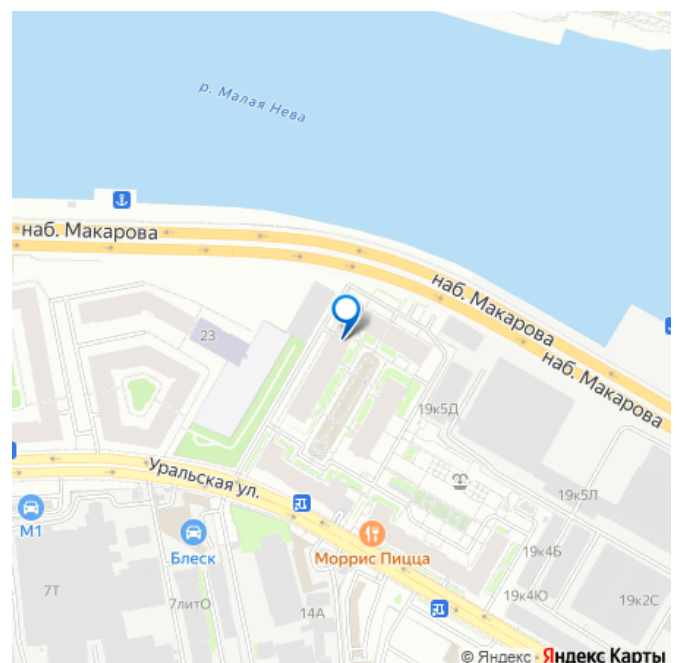 р. Малая Нева
наб. Макарова
наб. Макарова
наб. Макарова
23
19к5Д
Уральская ул.
19к5Л
М1
Блеск
Моррис Пицца
19к4Б
7Т
7литО
14А
19к4Ю
19к2С
© Яндекс Яндекс Карты